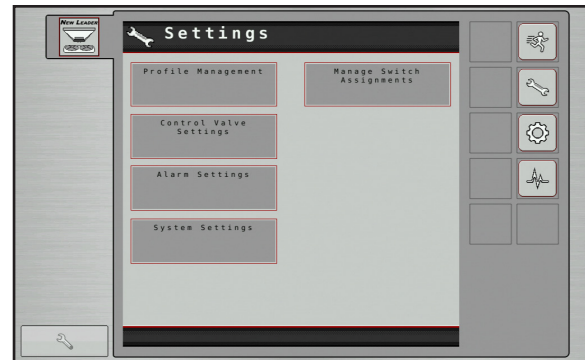 NEW LEADER
Settings
Profile Management
Manage Switch
Assignments
Control Valve
Settings
Alarm Settings
System Settings